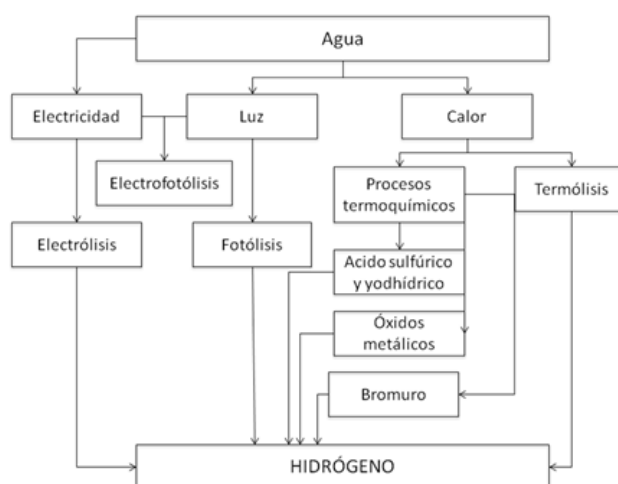 Agua
Electricidad
Luz
Calor
Electrofotólisis
Procesos
termoquímicos
Termólisis
Electrólisis
Fotólisis
Acido sulfúrico
y yodhídrico
Óxidos
metálicos
Bromuro
HIDRÓGENO